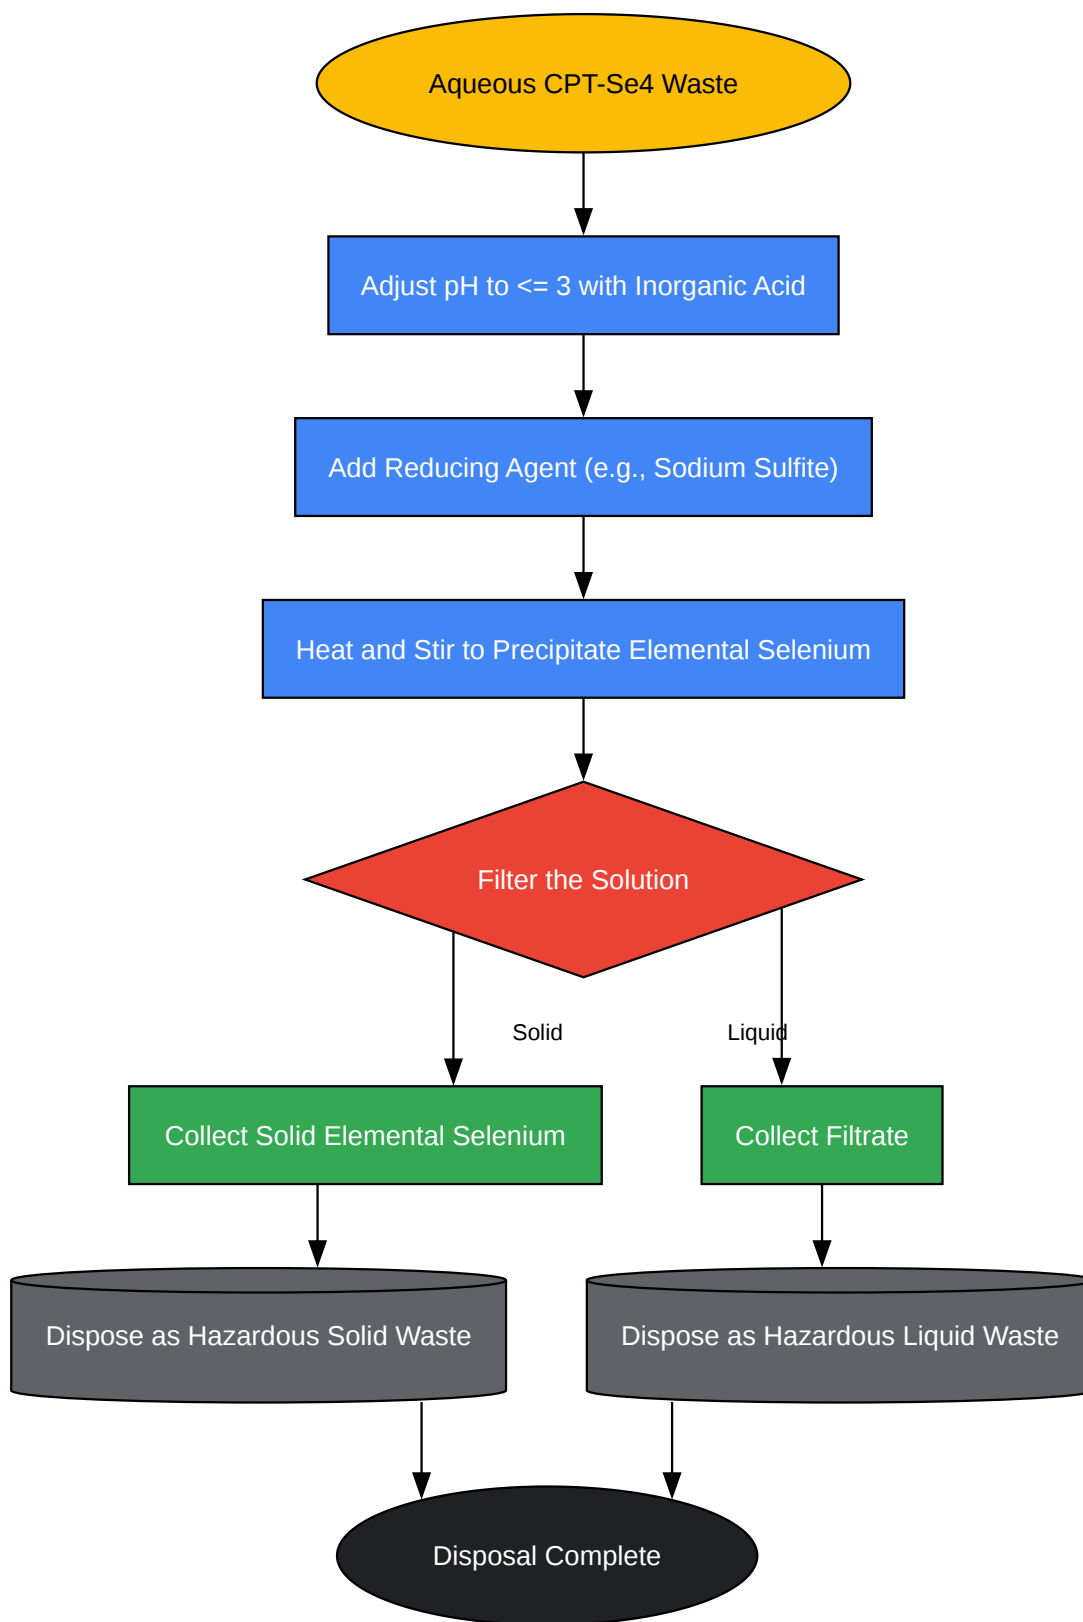 Aqueous CPT-Se4 Waste
Adjust pH to <= 3 with Inorganic Acid
Add Reducing Agent (e.g., Sodium Sulfite)
Heat and Stir to Precipitate Elemental Selenium
Filter the Solution
Solid
Liquid
Collect Solid Elemental Selenium
Collect Filtrate
Dispose as Hazardous Solid Waste
Dispose as Hazardous Liquid Waste
Disposal Complete